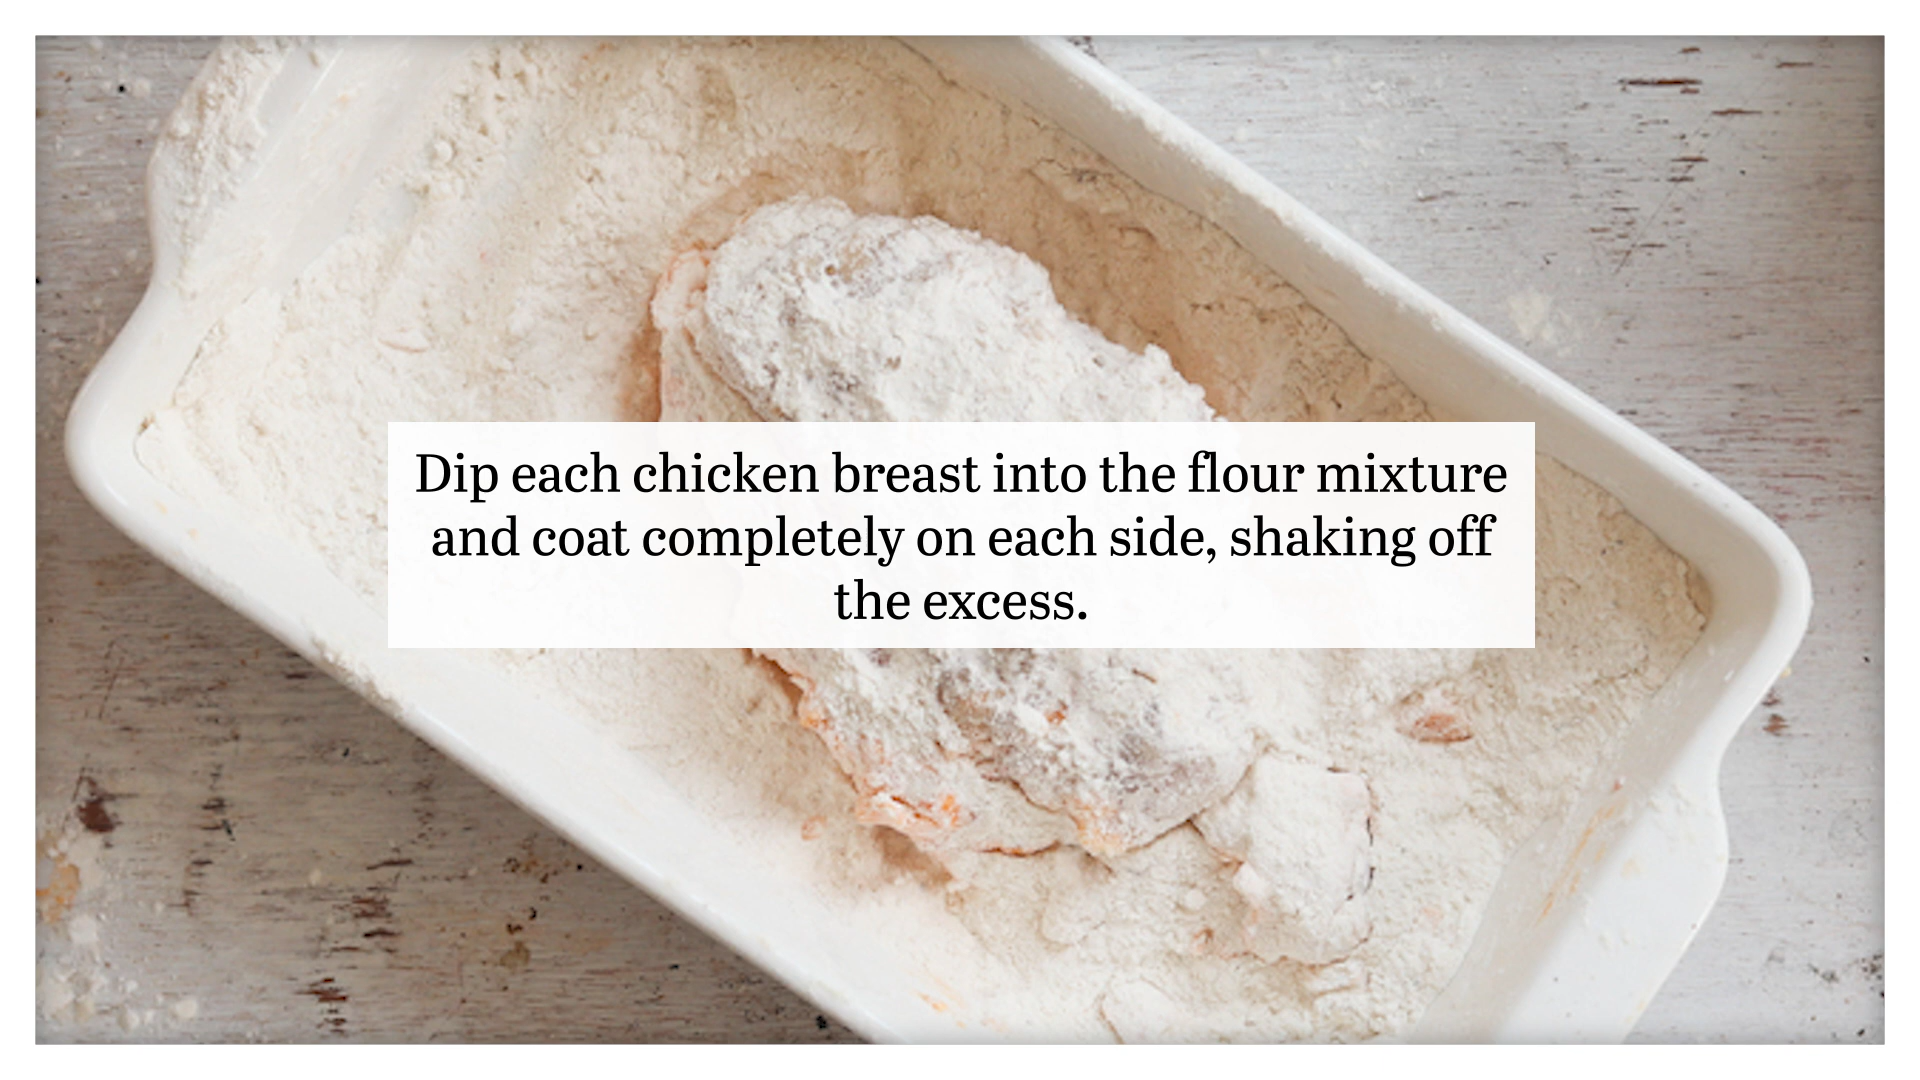 Dip each chicken breast into the flour mixture
and coat completely on each side, shaking off
the excess.